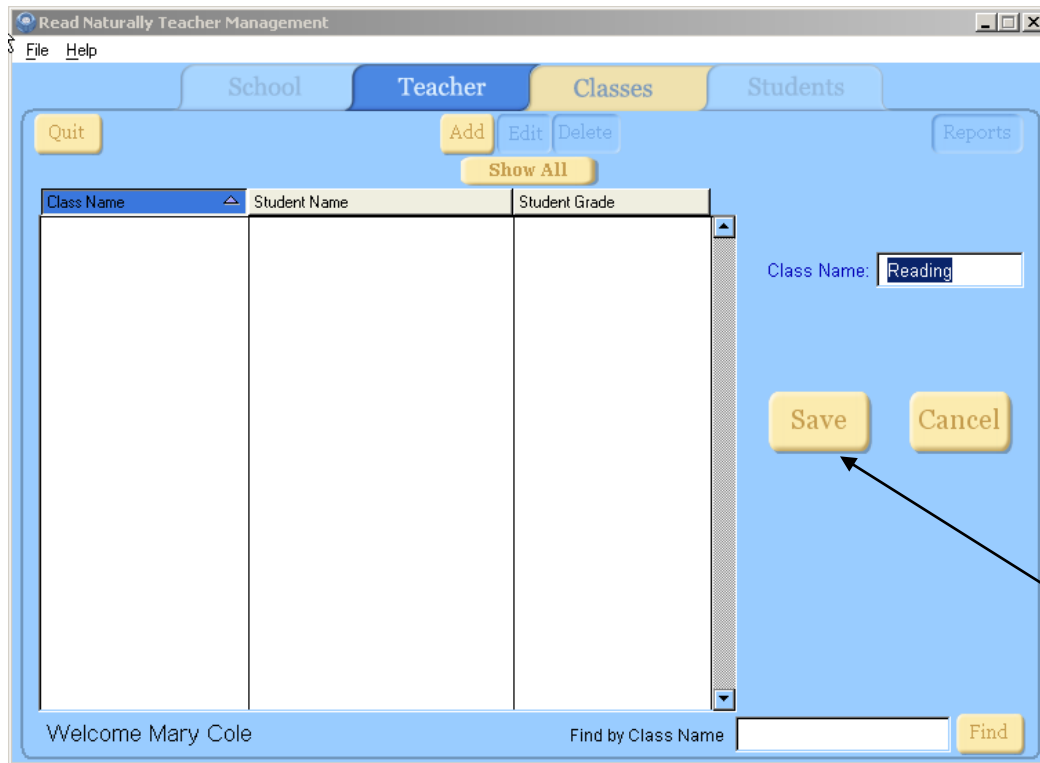 Read Naturally Teacher Management
File Help
School Teacher Classes Students
Quit Add Edit Delete Reports
Show All
Class Name Student Name Student Grade
Class Name: Reading
Save Cancel
Welcome Mary Cole Find by Class Name Find